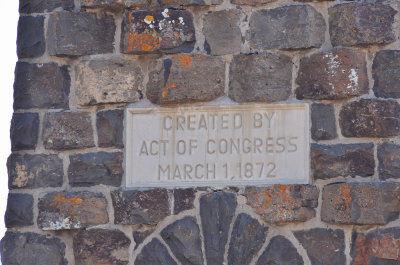 CREATED BY
ACT OF CONGRESS
MARCH 1, 1872